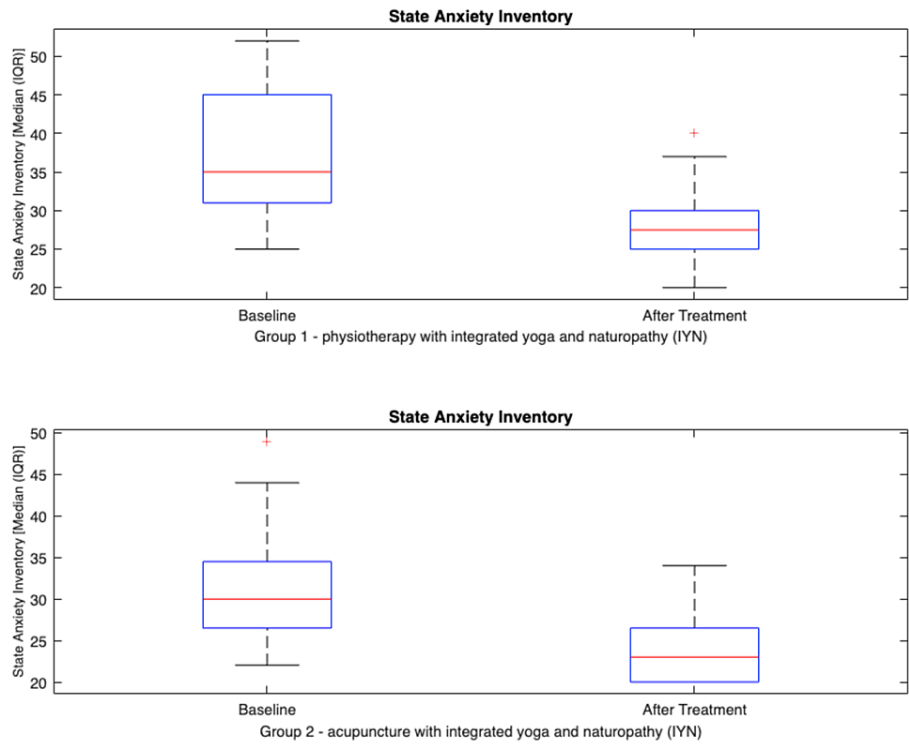 State Anxiety Inventory
State Anxiety Inventory [Median (IQR)]
50
45
40
35
30
25
20
Baseline
After Treatment
Group 1 - physiotherapy with integrated yoga and naturopathy (IYN)
State Anxiety Inventory
State Anxiety Inventory [Median (IQR)]
50
45
40
35
30
25
20
Baseline
After Treatment
Group 2 - acupuncture with integrated yoga and naturopathy (IYN)